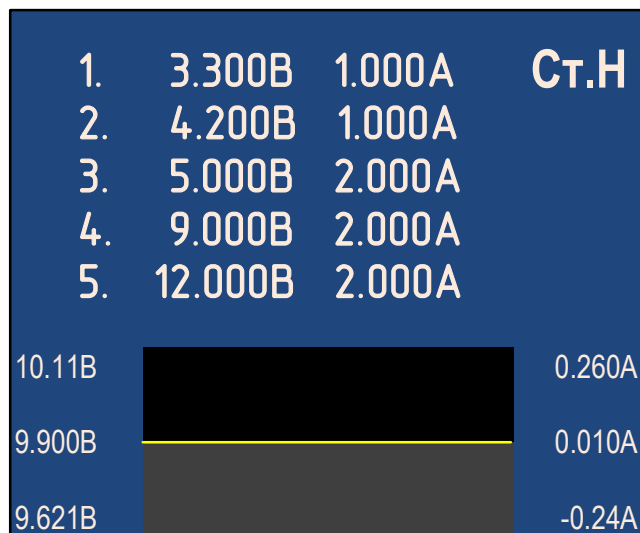 1. 3.300В 1.000А Ст.Н
2. 4.200В 1.000А
3. 5.000В 2.000А
4. 9.000В 2.000А
5. 12.000В 2.000А
10.11В 0.260А
9.900В 0.010А
9.621В -0.24А